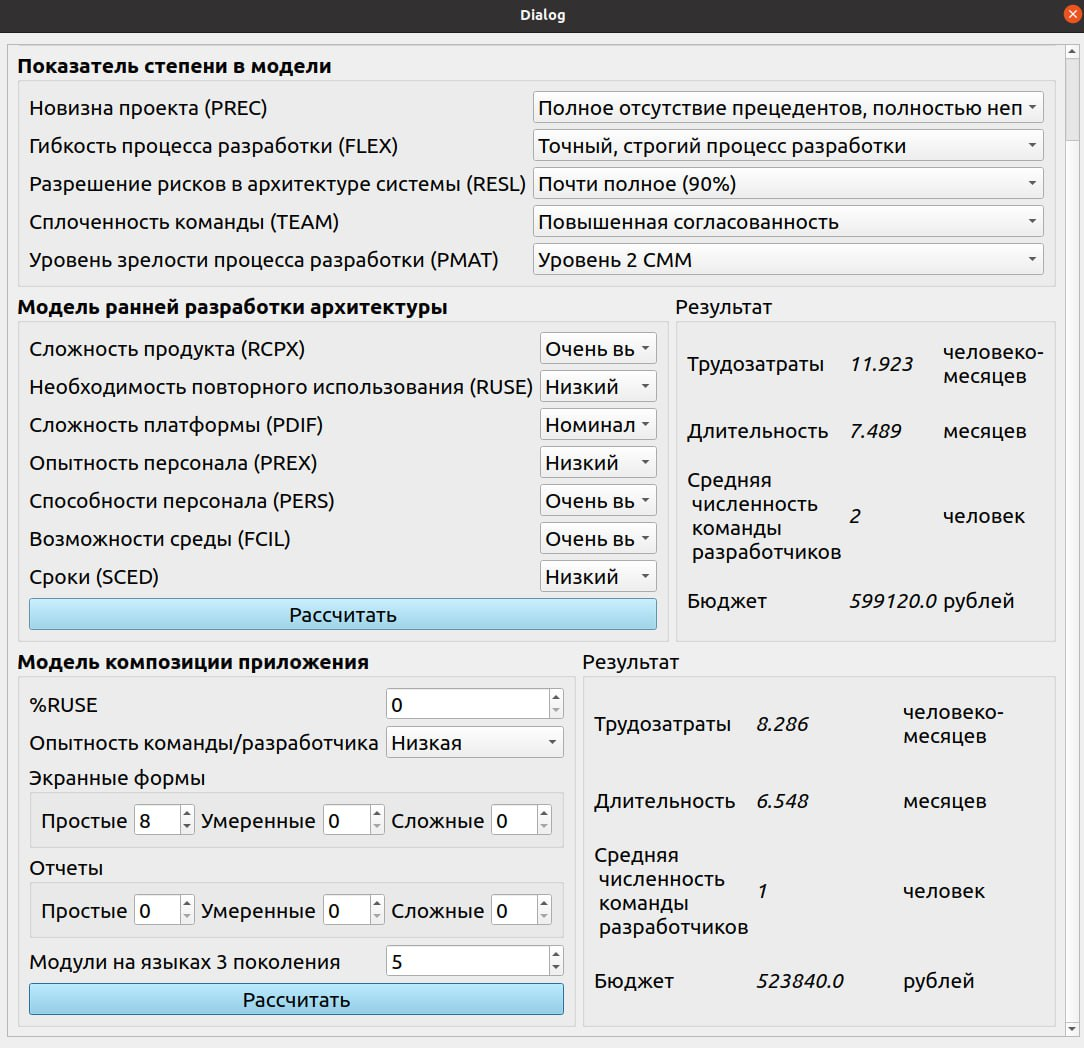 Dialog
Показатель степени в модели
Новизна проекта (PREC) Полное отсутствие прецедентов, полностью неп
Гибкость процесса разработки (FLEX) Точный, строгий процесс разработки
Разрешение рисков в архитектуре системы (RESL) Почти полное (90%)
Сплоченность команды (TEAM) Повышенная согласованность
Уровень зрелости процесса разработки (PMAT) Уровень 2 СММ
Модель ранней разработки архитектуры
Сложность продукта (RCPX) Очень вь
Необходимость повторного использования (RUSE) Низкий
Сложность платформы (PDIF) Номинал
Опытность персонала (PREX) Низкий
Способности персонала (PERS) Очень вь
Возможности среды (FCIL) Очень вь
Сроки (SCED) Низкий
Рассчитать
Результат
Трудозатраты 11.923 человеко-
месяцев
Длительность 7.489 месяцев
Средняя
численность
команды
разработчиков
2 человек
Бюджет 599120.0 рублей
Модель композиции приложения
%RUSE 0
Опытность команды/разработчика Низкая
Экранные формы
Простые 8 Умеренные 0 Сложные 0
Отчеты
Простые 0 Умеренные 0 Сложные 0
Модули на языках 3 поколения 5
Рассчитать
Результат
Трудозатраты 8.286 человеко-
месяцев
Длительность 6.548 месяцев
Средняя
численность
команды
разработчиков
1 человек
Бюджет 523840.0 рублей